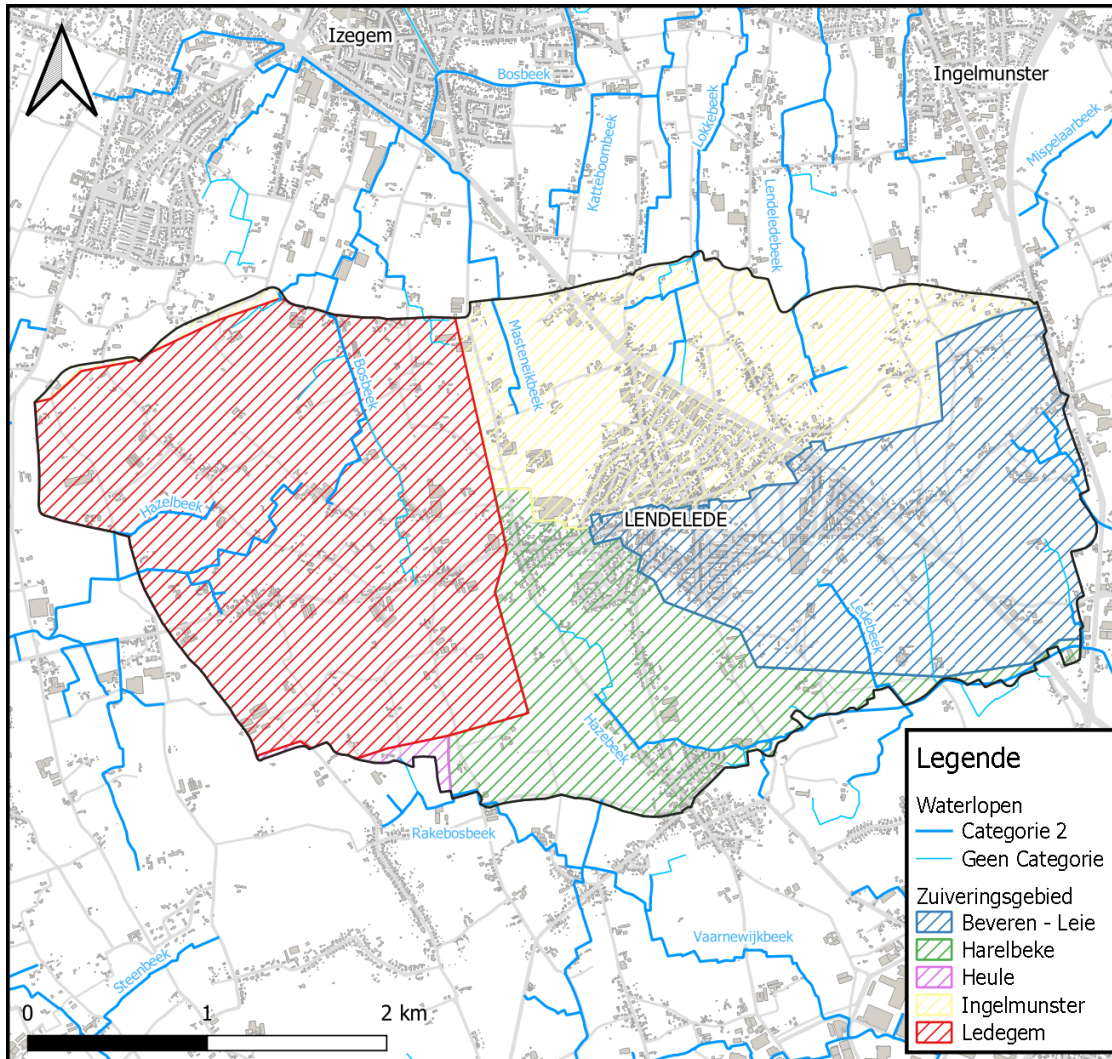 Izegem
Bosbeek
Ingelmunster
Lokkebeek
Mispelaarbeek
Katteboombeek
Lendeledebeek
Masteneikbeek
Bosbeek
Hazelbeek
LENDELEDE
Ledebeek
Hazebeek
Rakebosbeek
Vaarnewijkbeek
Steenbeek
0 1 2 km
Legende
Waterlopen
Categorie 2
Geen Categorie
Zuiveringsgebied
Beveren - Leie
Harelbeke
Heule
Ingelmunster
Ledegem